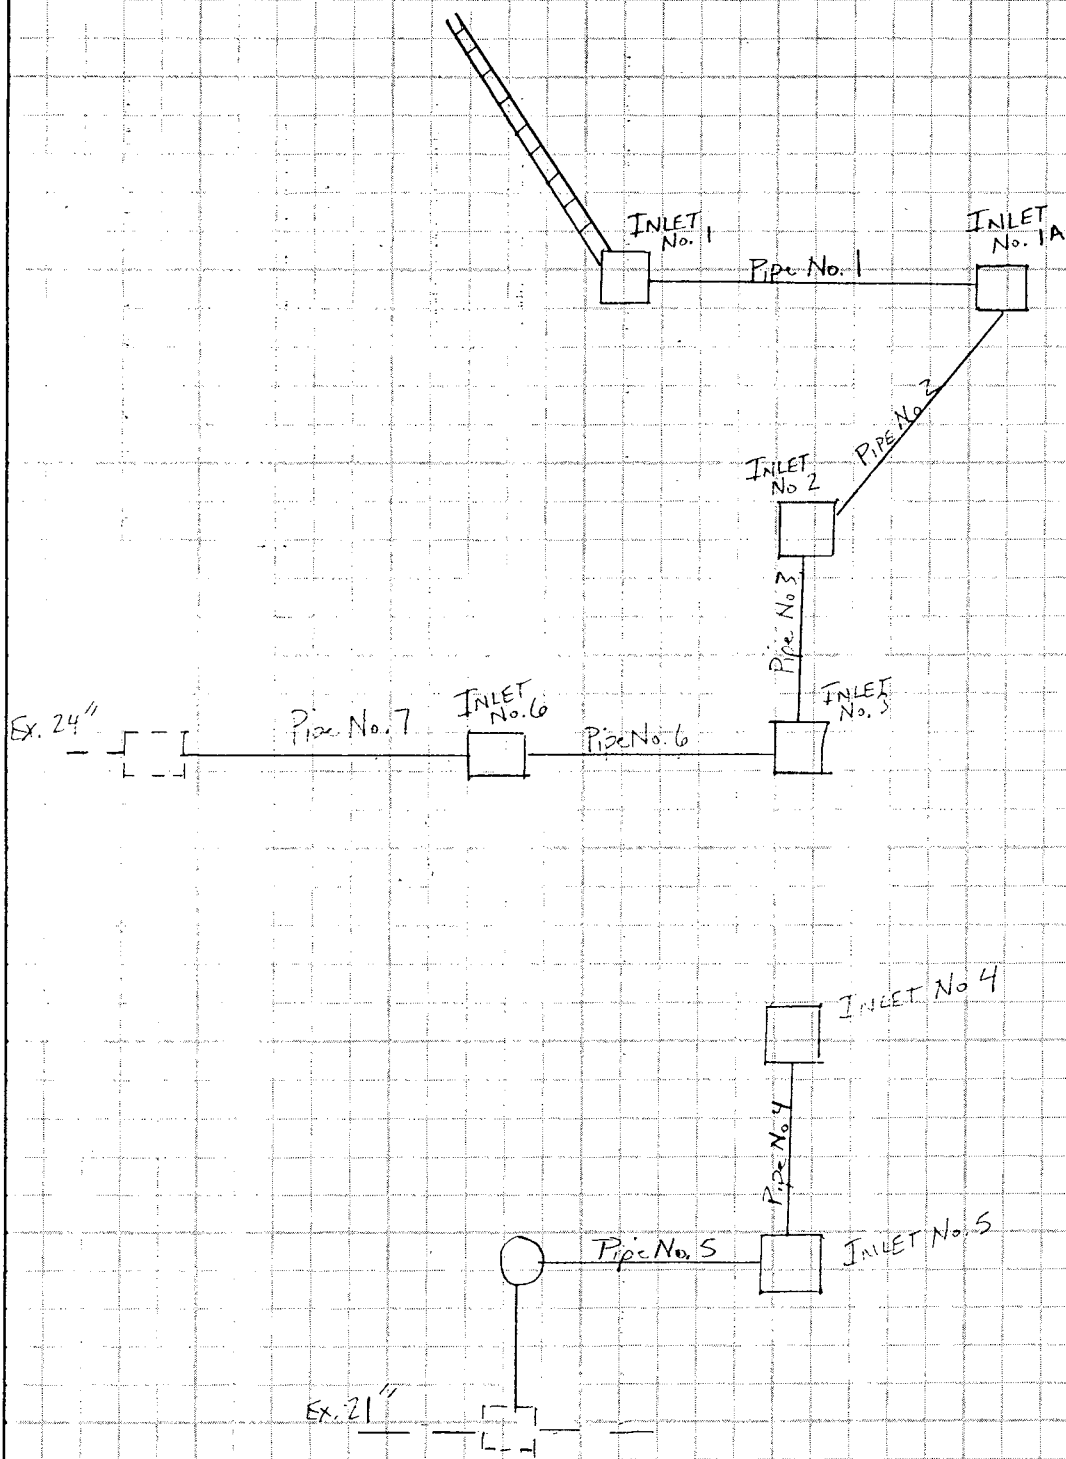 INLET
No. 1
INLET
No. 1A
Pipe No. 1
PIPE No 2
INLET
No 2
Pipe No 3
INLET
No. 3
INLET
No. 6
Ex. 24"
Pipe No. 7
Pipe No. 6
INLET No 4
Pipe No 4
INLET No. 5
Pipe No. 5
Ex. 21"